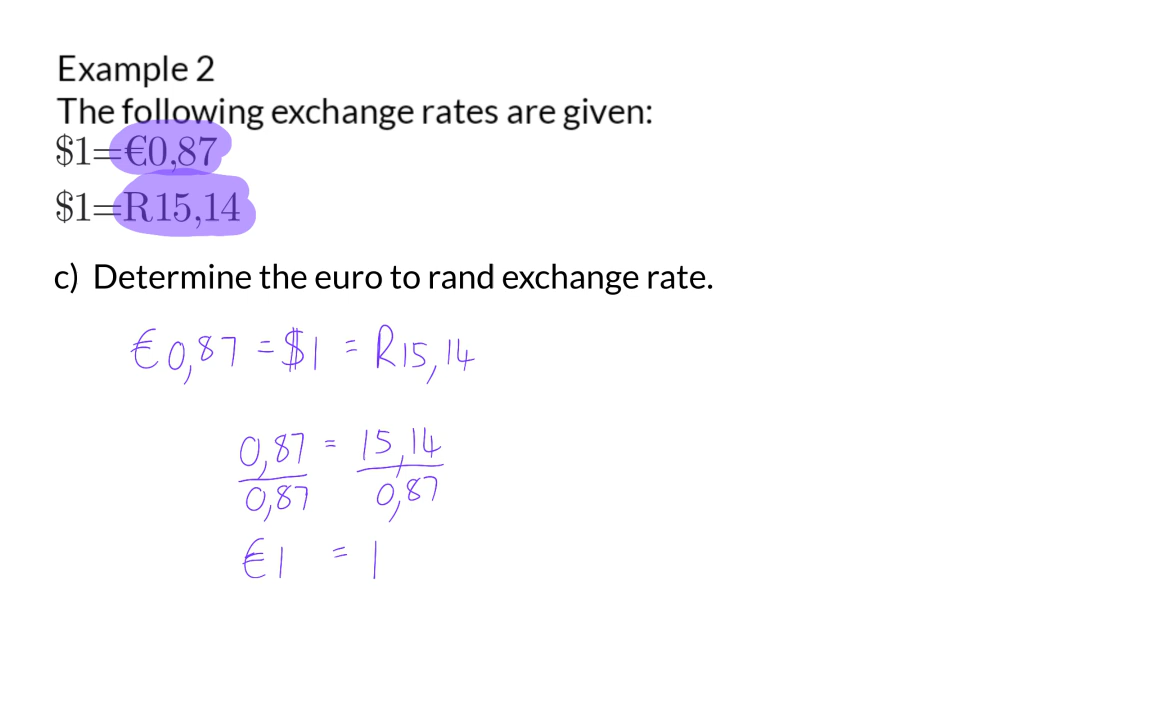 Example 2
The following exchange rates are given:
$1=€0,87
$1=R15,14
c) Determine the euro to rand exchange rate.
€0,87 = $1 = R15,14
0,87 = 15,14
0,87 0,87
€1 = 1